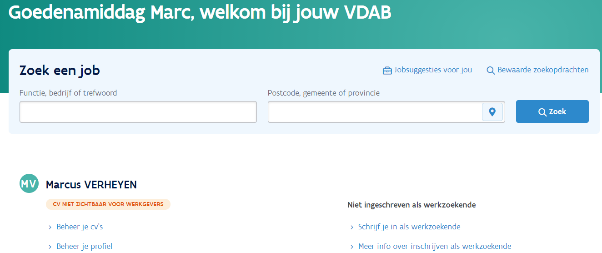 Goedenamiddag Marc, welkom bij jouw VDAB
Zoek een job
Jobsuggesties voor jou
Bewaarde zoekopdrachten
Functie, bedrijf of trefwoord
Postcode, gemeente of provincie
Zoek
MV
Marcus VERHEYEN
CV NIET ZICHTBAAR VOOR WERKGEVERS
Niet ingeschreven als werkzoekende
Beheer je cv's
Schrijf je in als werkzoekende
Beheer je profiel
Meer info over inschrijven als werkzoekende